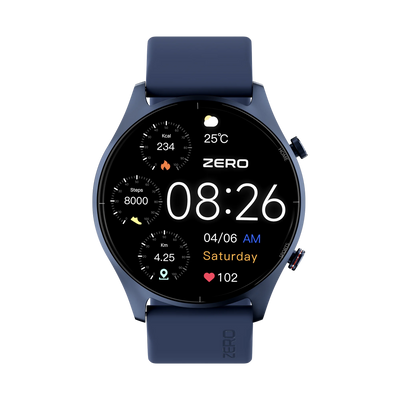 25°C
Kcal
234
ZERO
Steps
8000
08:26
Km
4.25
04/06 AM
Saturday
102
ZERO